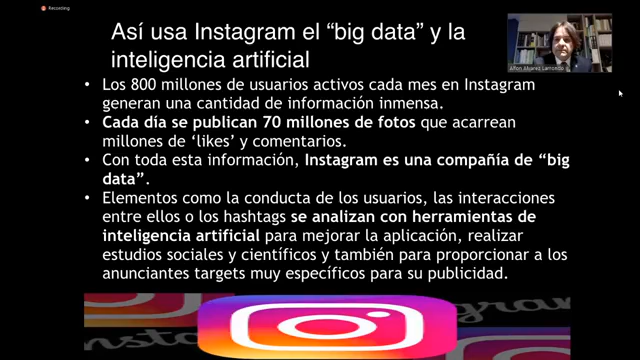 Recording
Así usa Instagram el “big data” y la
inteligencia artificial
• Los 800 millones de usuarios activos cada mes en Instagram
generan una cantidad de información inmensa.
• Cada día se publican 70 millones de fotos que acarrean
millones de ‘likes’ y comentarios.
• Con toda esta información, Instagram es una compañía de “big
data”.
• Elementos como la conducta de los usuarios, las interacciones
entre ellos o los hashtags se analizan con herramientas de
inteligencia artificial para mejorar la aplicación, realizar
estudios sociales y científicos y también para proporcionar a los
anunciantes targets muy específicos para su publicidad.